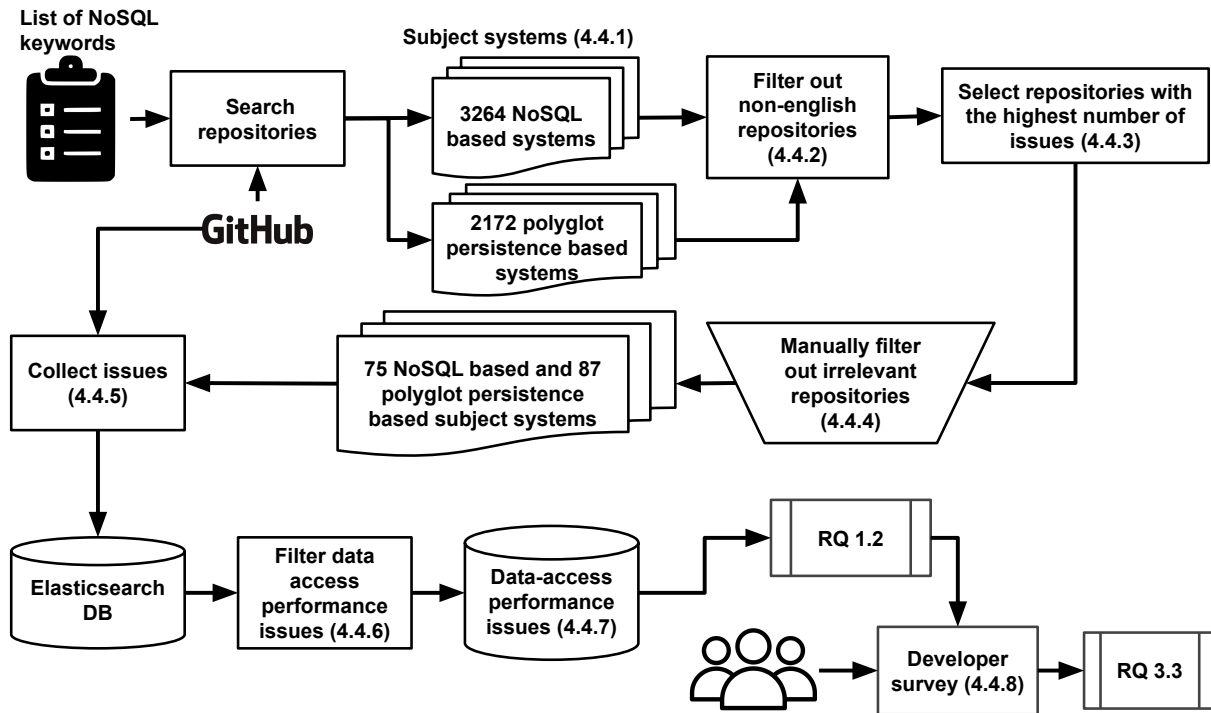 List of NoSQL
keywords
Search
repositories
GitHub
Subject systems (4.4.1)
3264 NoSQL
based systems
2172 polyglot
persistence based
systems
Filter out
non-english
repositories
(4.4.2)
Select repositories with
the highest number of
issues (4.4.3)
Manually filter
out irrelevant
repositories
(4.4.4)
75 NoSQL based and 87
polyglot persistence
based subject systems
Collect issues
(4.4.5)
Elasticsearch
DB
Filter data
access
performance
issues (4.4.6)
Data-access
performance
issues (4.4.7)
RQ 1.2
Developer
survey (4.4.8)
RQ 3.3